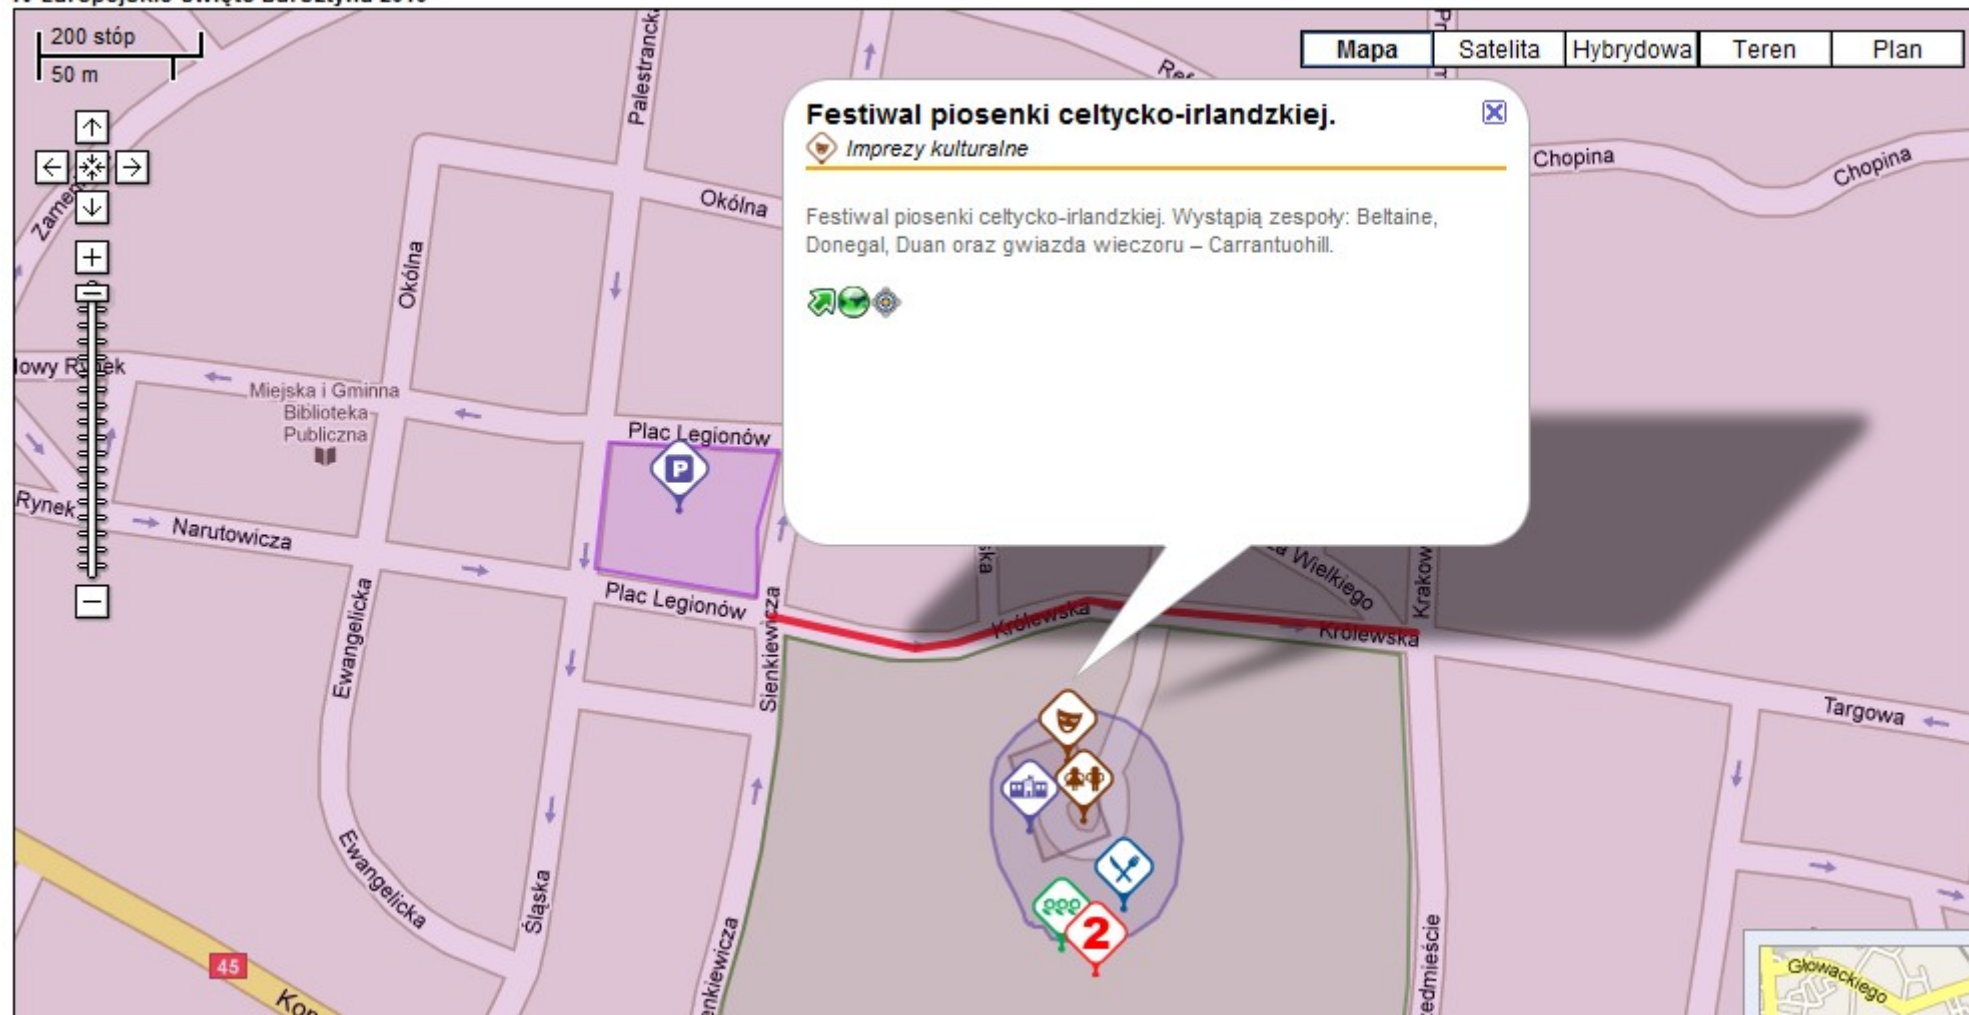 200 stóp
50 m
Mapa
Satelita
Hybrydowa
Teren
Plan
Palestrancka
Festiwal piosenki celtycko-irlandzkiej.
Imprezy kulturalne
Festiwal piosenki celtycko-irlandzkiej. Wystąpią zespoły: Beltaine,
Donegal, Duan oraz gwiazda wieczoru – Carrantuohill.
Chopina
Chopina
Okólna
Okólna
Rynek
Miejska i Gminna
Biblioteka
Publiczna
Plac Legionów
P
Rynek
Narutowicza
Plac Legionów
Wielkiego
Królewska
Królewska
Ewangelicka
Sienkiewicza
Targowa
Ewangelicka
Śląska
2
45
Głowackiego